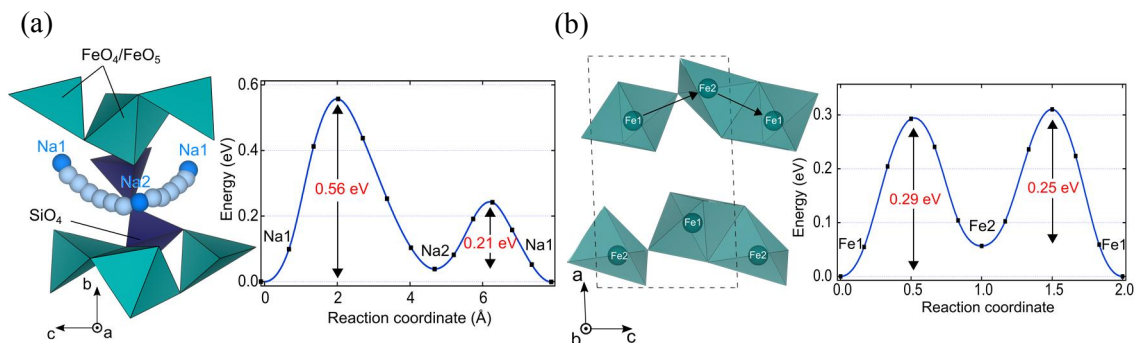 (a)
FeO₄/FeO₅
Na1
Na1
Na2
SiO₄
b
c
a
Energy (eV)
0.6
0.4
0.2
0.0
0.56 eV
0.21 eV
Na1
Na2
Na1
0
2
4
6
Reaction coordinate (Å)
(b)
Fe2
Fe1
Fe1
Fe1
Fe2
Fe2
a
b
c
Energy (eV)
0.3
0.2
0.1
0.0
0.29 eV
0.25 eV
Fe1
Fe2
Fe1
0.0
0.5
1.0
1.5
2.0
Reaction coordinate